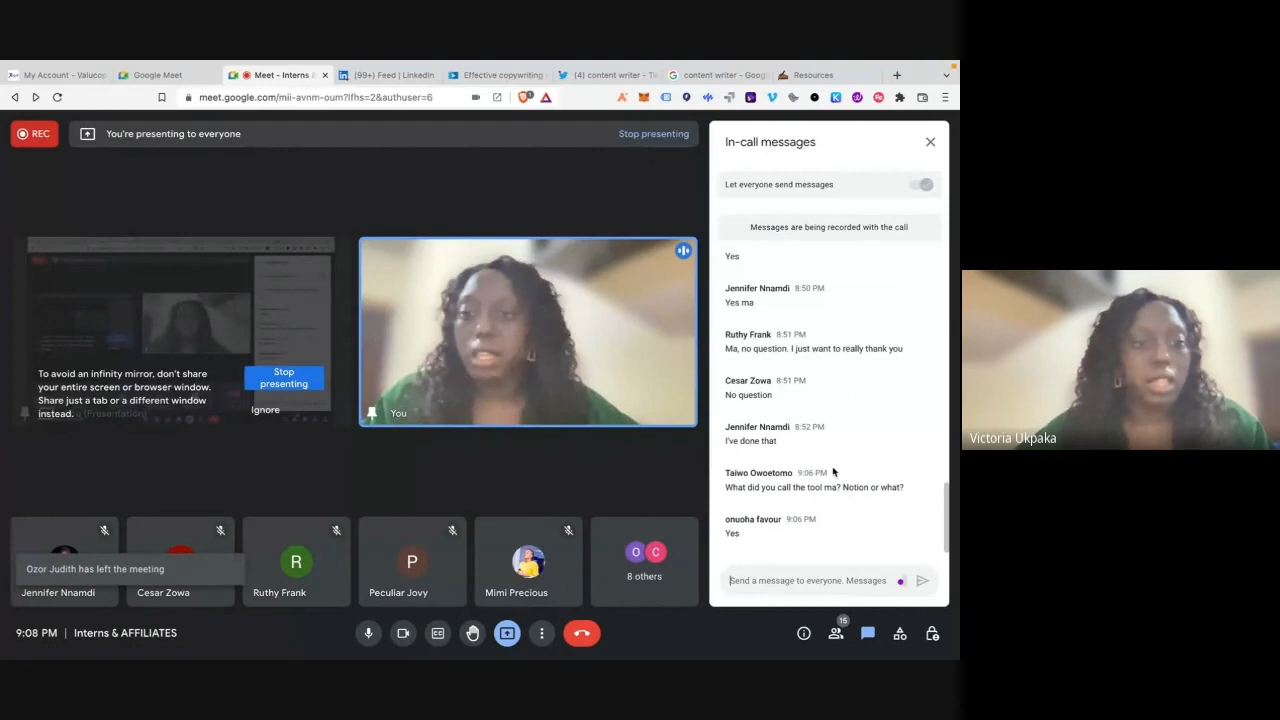 My Account - Valucop
Google Meet
Meet - Interns &
(99+) Feed | LinkedIn
Effective copywriting
(4) content writer - Tw
content writer - Goog
Resources
meet.google.com/mii-avnm-oum?lfhs=2&authuser=6
REC
You're presenting to everyone
Stop presenting
To avoid an infinity mirror, don't share
your entire screen or browser window.
Share just a tab or a different window
instead.
Stop
presenting
Ignore
(Presentation)
You
In-call messages
Let everyone send messages
Messages are being recorded with the call
Yes
Jennifer Nnamdi 8:50 PM
Yes ma
Ruthy Frank 8:51 PM
Ma, no question. I just want to really thank you
Cesar Zowa 8:51 PM
No question
Jennifer Nnamdi 8:52 PM
I've done that
Taiwo Owoetomo 9:06 PM
What did you call the tool ma? Notion or what?
onuoha favour 9:06 PM
Yes
Send a message to everyone. Messages
Ozor Judith has left the meeting
Jennifer Nnamdi
Cesar Zowa
R
Ruthy Frank
P
Peculiar Jovy
Mimi Precious
O C
8 others
9:08 PM | Interns & AFFILIATES
15
Victoria Ukpaka